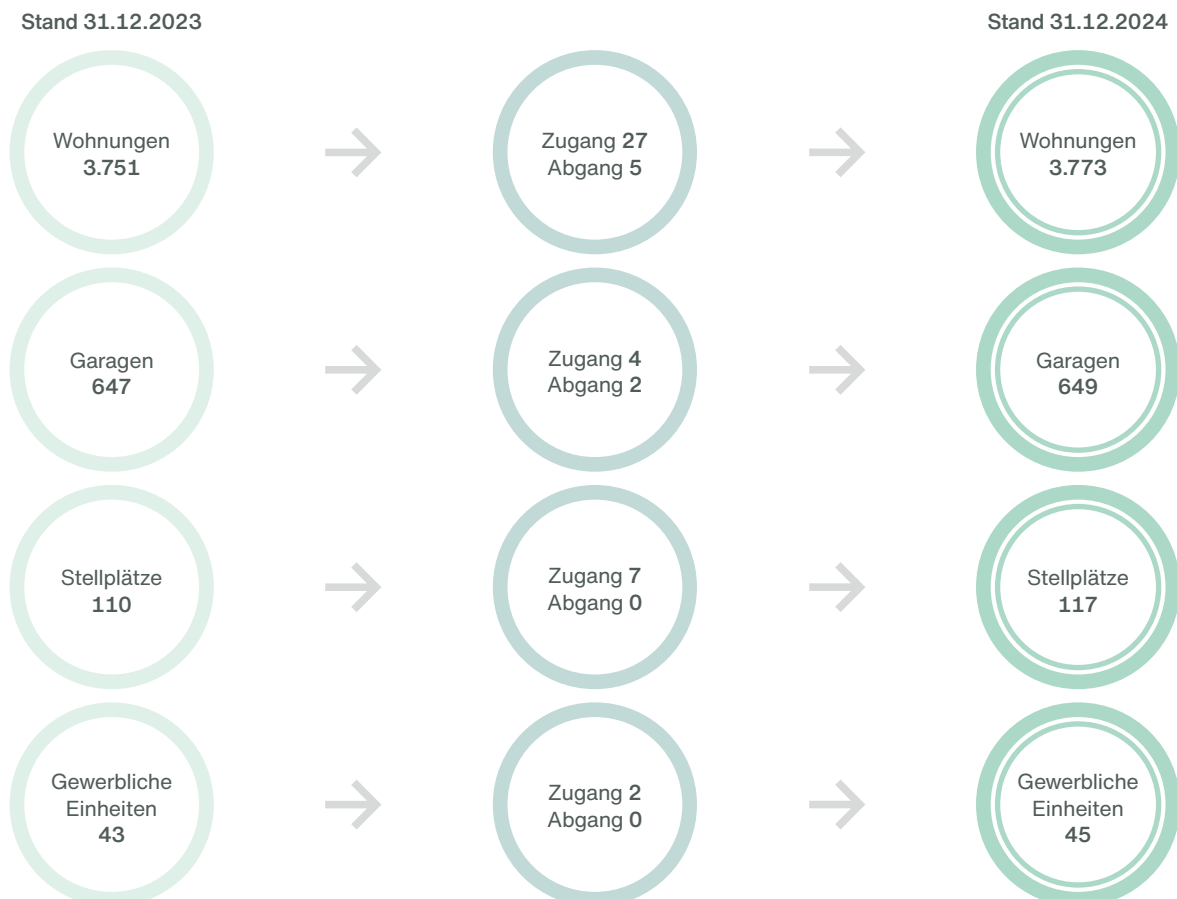 Stand 31.12.2023
Stand 31.12.2024
Wohnungen
3.751
Zugang 27
Abgang 5
Wohnungen
3.773
Garagen
647
Zugang 4
Abgang 2
Garagen
649
Stellplätze
110
Zugang 7
Abgang 0
Stellplätze
117
Gewerbliche
Einheiten
43
Zugang 2
Abgang 0
Gewerbliche
Einheiten
45